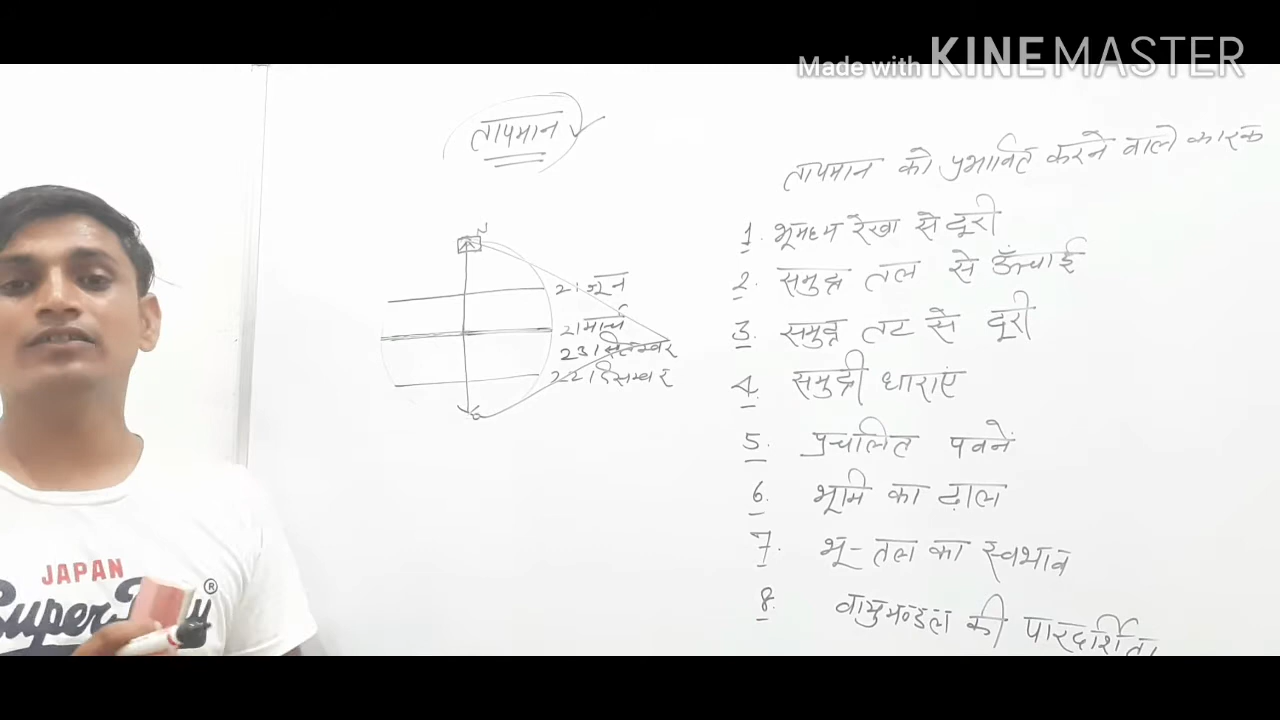 Made with KINEMASTER
तापमान
तापमान को प्रभावित करने वाले कारक
1. भूमध्य रेखा से दूरी
2. समुद्र तल से ऊँचाई
3. समुद्र तट से दूरी
4. समुद्री धाराएं
5. प्रचलित पवनें
6. भूमि का ढाल
7. भू-तल का स्वभाव
8. वायुमण्डल की पारदर्शिता
N
21 जून
21 मार्च
23 सितम्बर
22 दिसम्बर
S
JAPAN
SuperDry ®